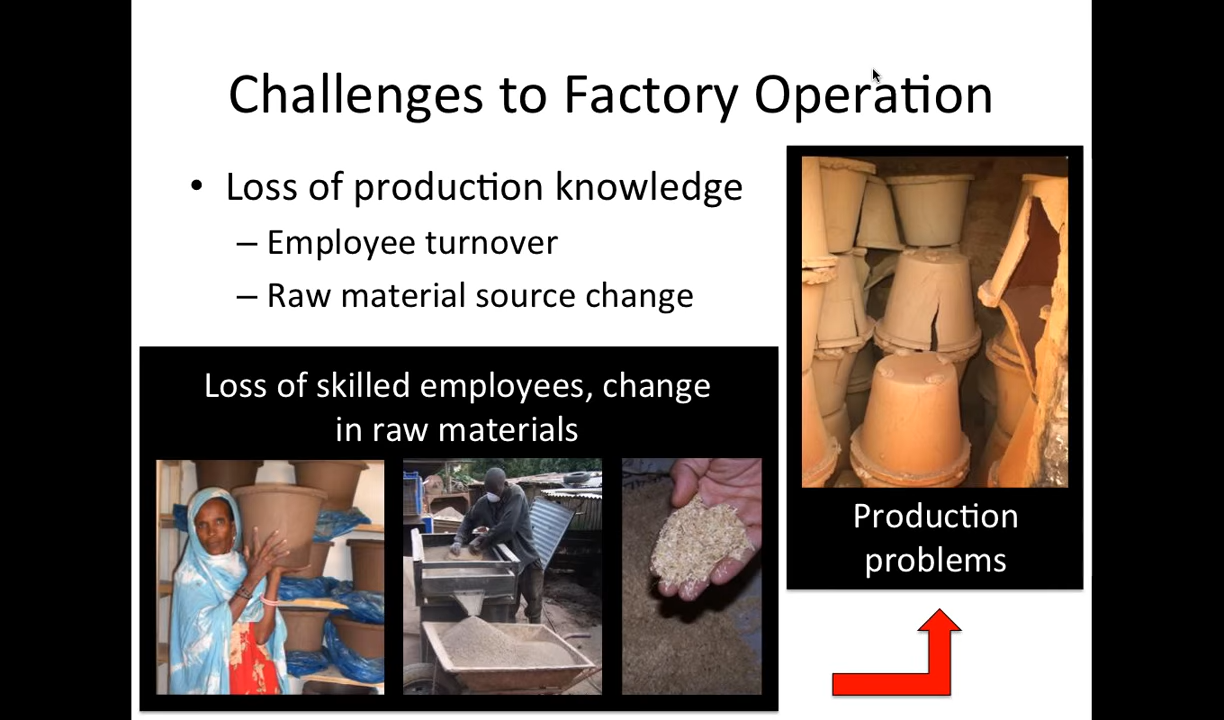 Challenges to Factory Operation
• Loss of production knowledge
– Employee turnover
– Raw material source change
Loss of skilled employees, change
in raw materials
Production
problems